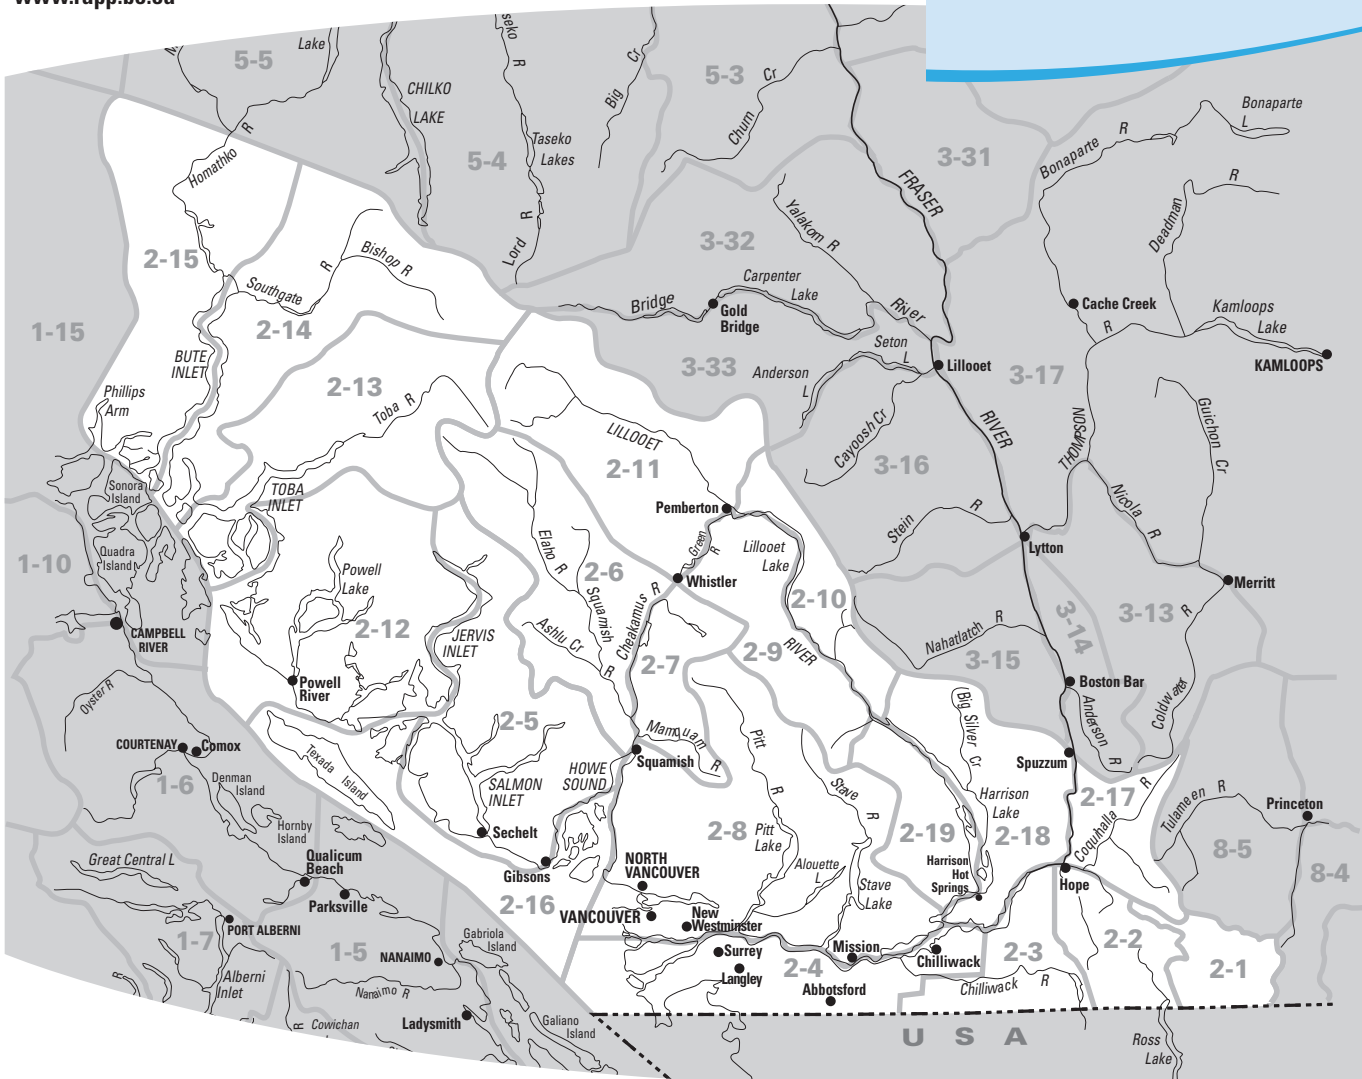 www.rapp.bc.ca
5-5
Lake
CHILKO
LAKE
seko
R
Taseko
Lakes
5-4
Lord
R
Big
Cr
5-3
Churn
Cr
3-31
Bonaparte
R
Bonaparte
L
Deadman
R
FRASER
Homathko
R
2-15
Southgate
R
Bishop R
2-14
3-32
Yalakom R
Carpenter
Lake
Bridge
River
Gold
Bridge
Cache Creek
R
Kamloops
Lake
KAMLOOPS
1-15
BUTE
INLET
2-13
Toba
R
Phillips
Arm
3-33
Seton
L
Anderson
L
Lillooet
3-17
RIVER
THOMPSON
Guichon
Cr
Cayoosh Cr
3-16
LILLOOET
2-11
Sonora
Island
TOBA
INLET
Pemberton
Stein
R
Nicola
R
Lytton
1-10
Quadra
Island
Powell
Lake
Elaho R
2-6
Green
R
Lillooet
Lake
Whistler
2-10
Merritt
CAMPBELL
RIVER
2-12
JERVIS
INLET
Squamish
R
Ashlu Cr
Cheakamus
R
2-7
2-9
RIVER
Nahatlatch
R
3-15
3-14
3-13
R
Coldwater
Boston Bar
Anderson
R
Oyster R
Powell
River
2-5
Big Silver
Cr
COURTENAY
Comox
1-6
Denman
Island
Texada
Island
HOWE
SOUND
SALMON
INLET
Mamquam
R
Squamish
Pitt
R
Stave
R
Spuzzum
2-17
R
Coquihalla
Tulameen
R
Princeton
8-5
8-4
Harrison
Lake
2-18
2-19
Hornby
Island
Sechelt
2-8
Pitt
Lake
Alouette
L
Stave
Lake
Harrison
Hot
Springs
Great Central L
Qualicum
Beach
Parksville
Gibsons
NORTH
VANCOUVER
Hope
2-16
VANCOUVER
New
Westminster
PORT ALBERNI
1-7
1-5
NANAIMO
Gabriola
Island
Surrey
Langley
2-4
Mission
Chilliwack
2-3
2-2
2-1
Alberni
Inlet
Nanaimo R
Abbotsford
Chilliwack
R
R
Cowichan
Ladysmith
Galiano
Island
U S A
Ross
Lake